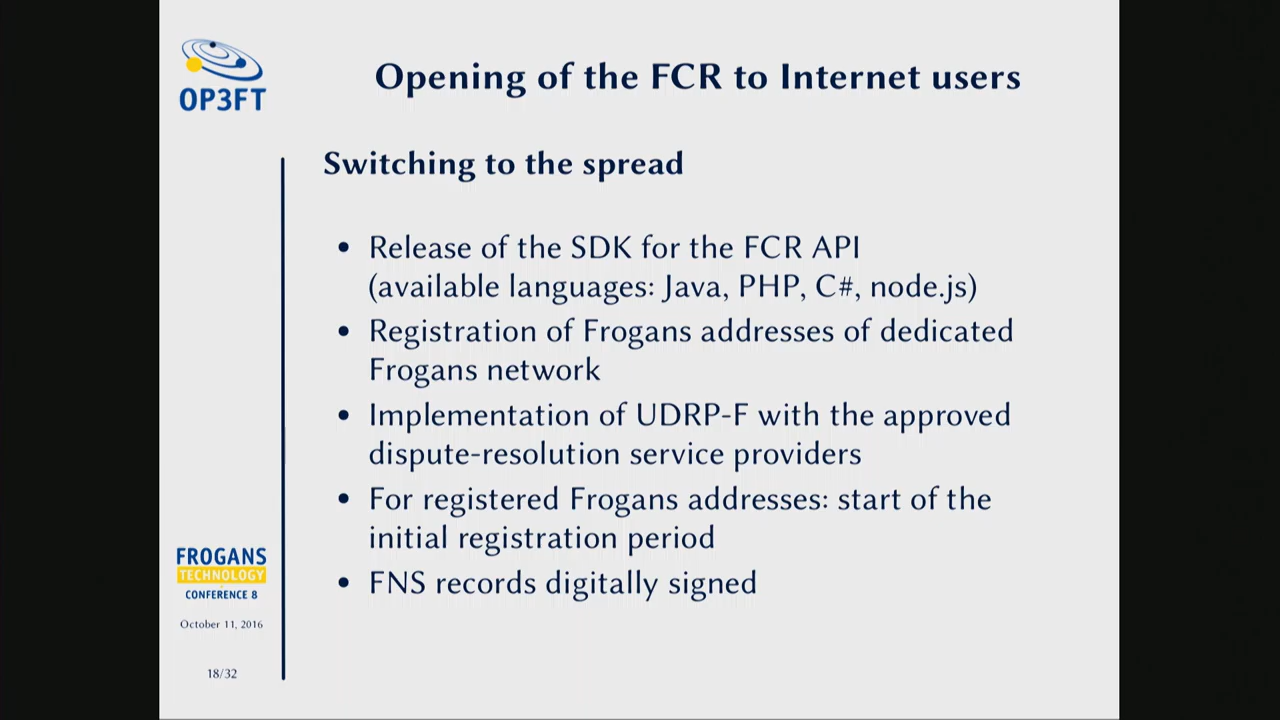 OP3FT
Opening of the FCR to Internet users
Switching to the spread
• Release of the SDK for the FCR API
(available languages: Java, PHP, C#, node.js)
• Registration of Frogans addresses of dedicated
Frogans network
• Implementation of UDRP-F with the approved
dispute-resolution service providers
• For registered Frogans addresses: start of the
initial registration period
• FNS records digitally signed
FROGANS
TECHNOLOGY
CONFERENCE 8
October 11, 2016
18/32